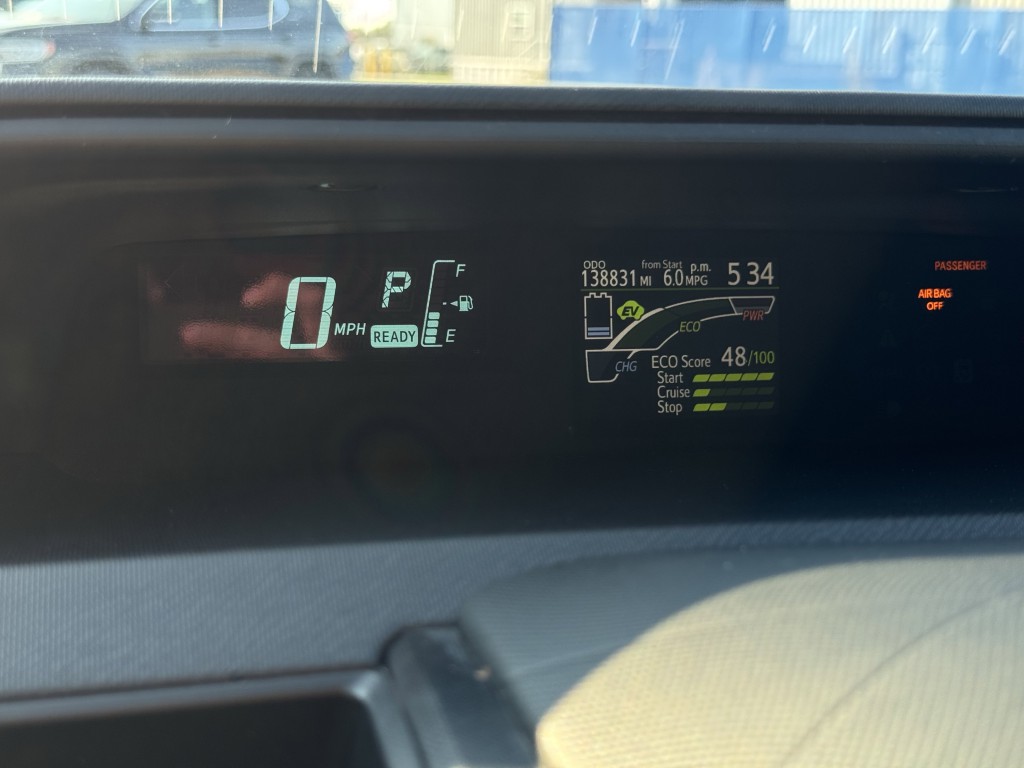 0 MPH
P
READY
F
E
ODO
138831 MI
from Start
6.0 MPG
p.m.
5 34
EV
ECO
PWR
CHG
ECO Score 48/100
Start
Cruise
Stop
PASSENGER
AIR BAG
OFF